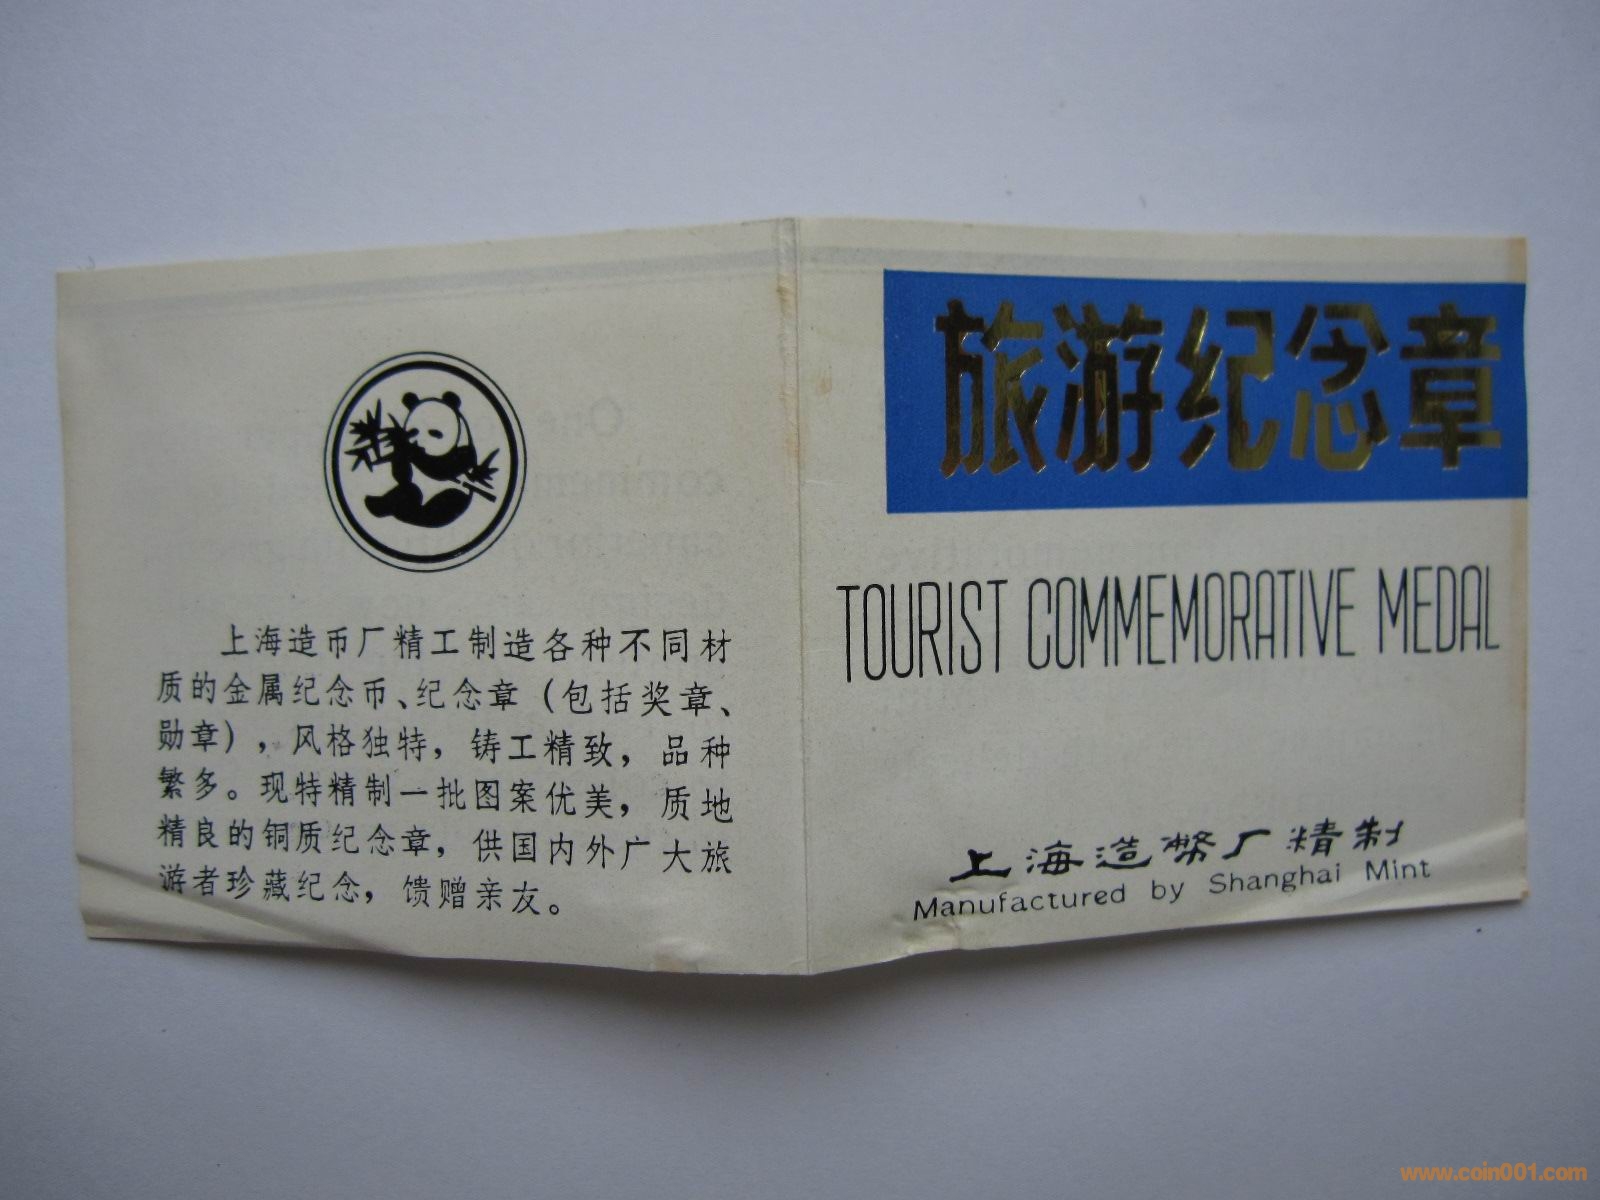 上海造币厂精工制造各种不同材
质的金属纪念币、纪念章（包括奖章、
勋章），风格独特，铸工精致，品种
繁多。现特精制一批图案优美，质地
精良的铜质纪念章，供国内外广大旅
游者珍藏纪念，馈赠亲友。
旅游纪念章
TOURIST COMMEMORATIVE MEDAL
上海造幣厂精制
Manufactured by Shanghai Mint
www.coin001.com